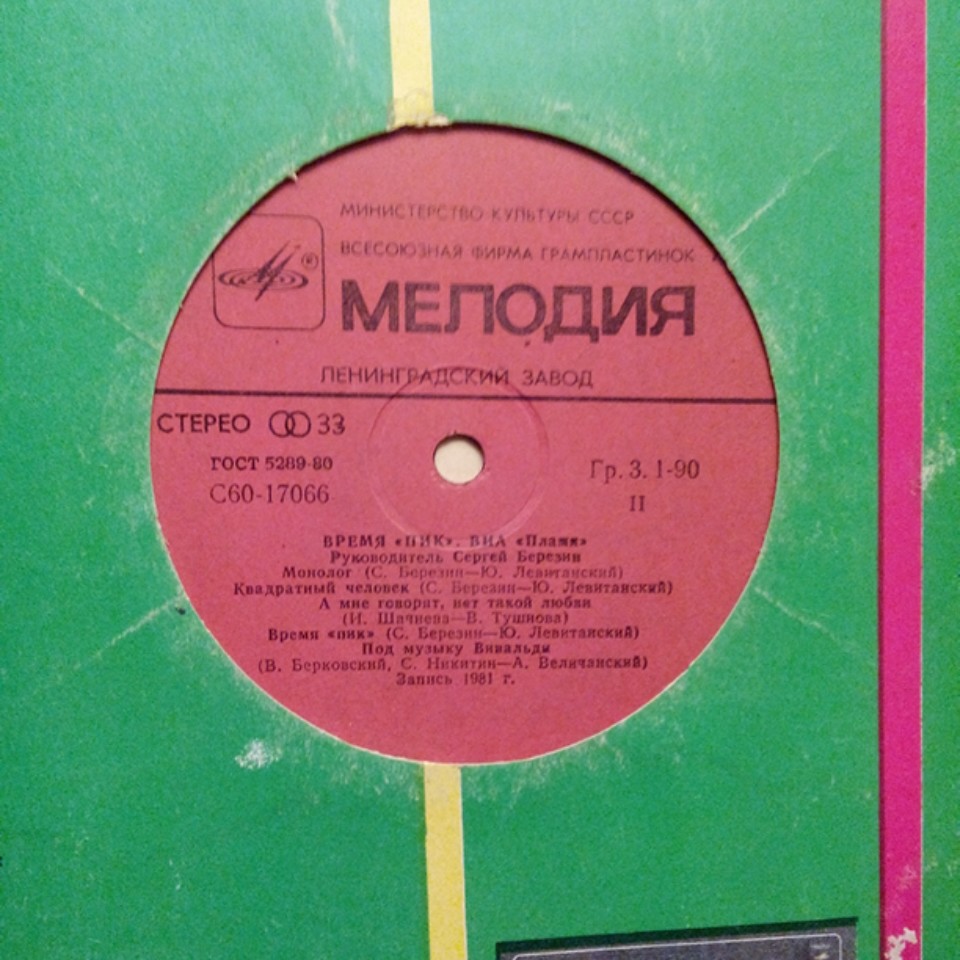 МИНИСТЕРСТВО КУЛЬТУРЫ СССР
ВСЕСОЮЗНАЯ ФИРМА ГРАМПЛАСТИНОК
®
МЕЛОДИЯ
ЛЕНИНГРАДСКИЙ ЗАВОД
СТЕРЕО 33
ГОСТ 5289-80
Гр. 3. 1-90
С60-17066
II
ВРЕМЯ «ПИК». ВИА «Пламя»
Руководитель Сергей Березин
Монолог (С. Березин—Ю. Левитанский)
Квадратный человек (С. Березин—Ю. Левитанский)
А мне говорят, нет такой любви
(И. Шачнева—В. Тушнова)
Время «пик» (С. Березин—Ю. Левитанский)
Под музыку Вивальди
(В. Берковский, С. Никитин—А. Величанский)
Запись 1981 г.